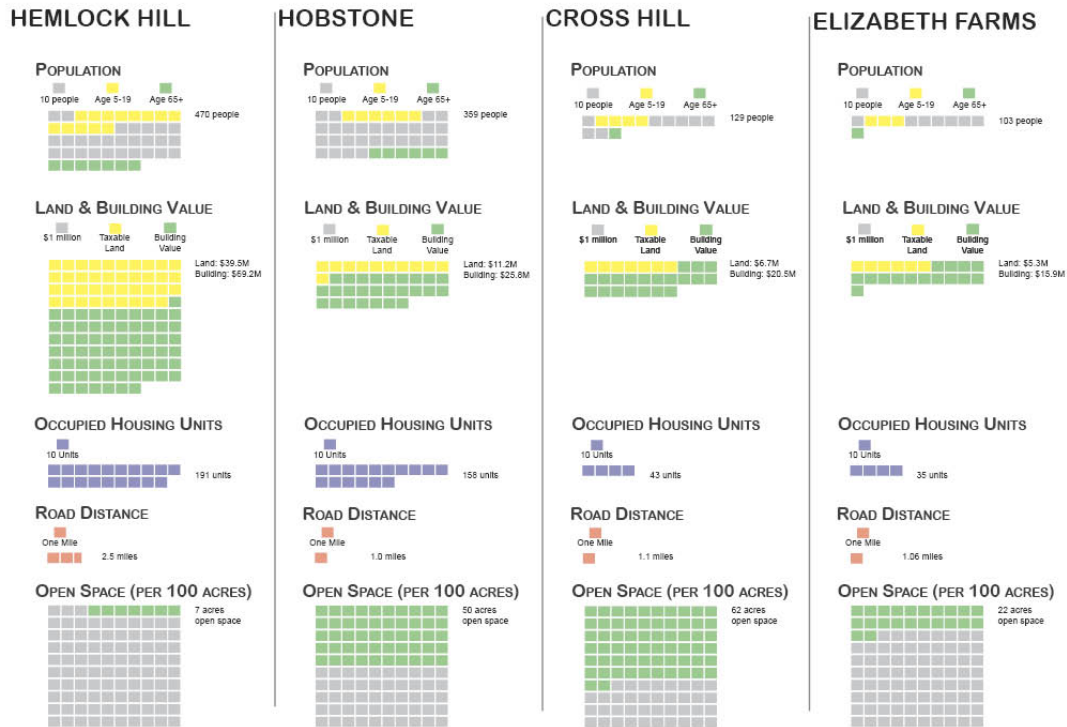 HEMLOCK HILL
POPULATION
10 people Age 5-19 Age 65+
470 people
LAND & BUILDING VALUE
$1 million Taxable Land Building Value
Land: $39.5M
Building: $69.2M
OCCUPIED HOUSING UNITS
10 Units
191 units
ROAD DISTANCE
One Mile
2.5 miles
OPEN SPACE (PER 100 ACRES)
7 acres
open space
HOBSTONE
POPULATION
10 people Age 5-19 Age 65+
359 people
LAND & BUILDING VALUE
$1 million Taxable Land Building Value
Land: $11.2M
Building: $25.8M
OCCUPIED HOUSING UNITS
10 Units
158 units
ROAD DISTANCE
One Mile
1.0 miles
OPEN SPACE (PER 100 ACRES)
50 acres
open space
CROSS HILL
POPULATION
10 people Age 5-19 Age 65+
129 people
LAND & BUILDING VALUE
$1 million Taxable Land Building Value
Land: $6.7M
Building: $20.5M
OCCUPIED HOUSING UNITS
10 Units
43 units
ROAD DISTANCE
One Mile
1.1 miles
OPEN SPACE (PER 100 ACRES)
62 acres
open space
ELIZABETH FARMS
POPULATION
10 people Age 5-19 Age 65+
103 people
LAND & BUILDING VALUE
$1 million Taxable Land Building Value
Land: $5.3M
Building: $15.9M
OCCUPIED HOUSING UNITS
10 Units
35 units
ROAD DISTANCE
One Mile
1.06 miles
OPEN SPACE (PER 100 ACRES)
22 acres
open space